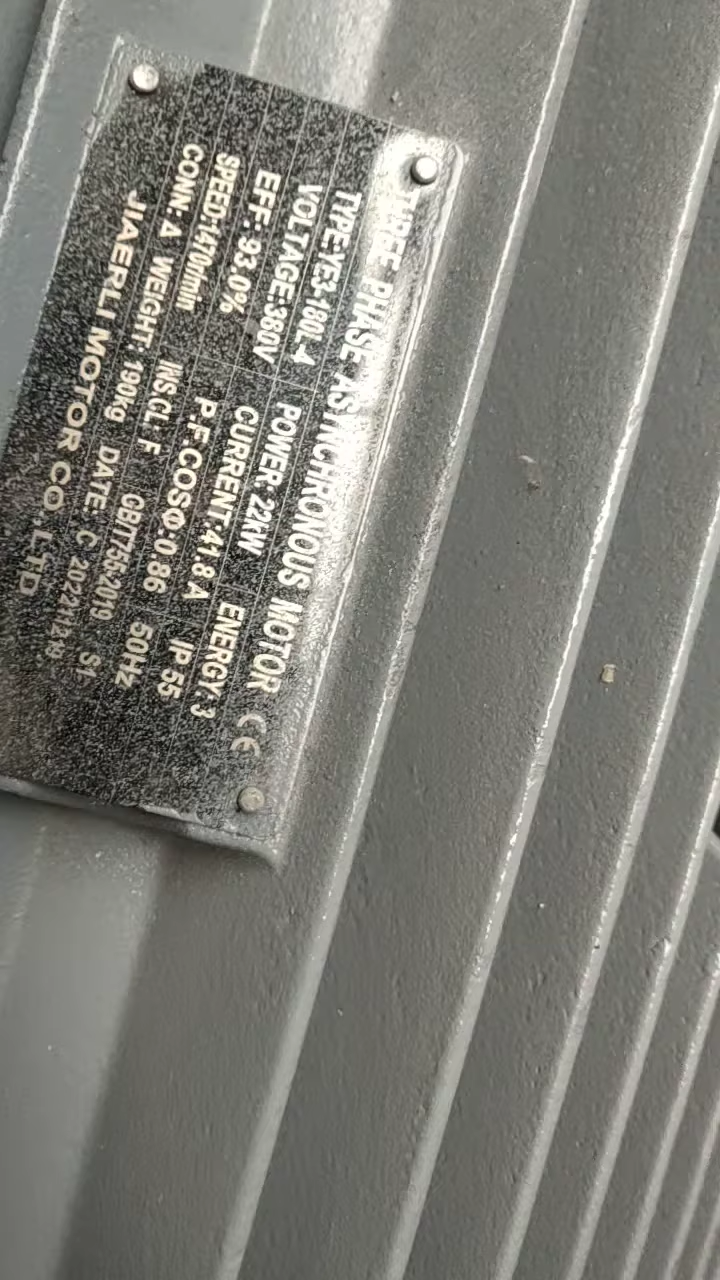 THREE PHASE ASYNCHRONOUS MOTOR CE
TYPE:YE3-180L-4 POWER: 22KW ENERGY: 3
VOLTAGE:380V CURRENT:41.8 A IP 55
EFF: 93.0% P.F.COSΦ:0.86 50HZ
SPEED:1470r/min INS.CL. F GB/T755-2019 S1
CONN: Δ WEIGHT: 190kg DATE: C
JIAERLI MOTOR CO., LTD